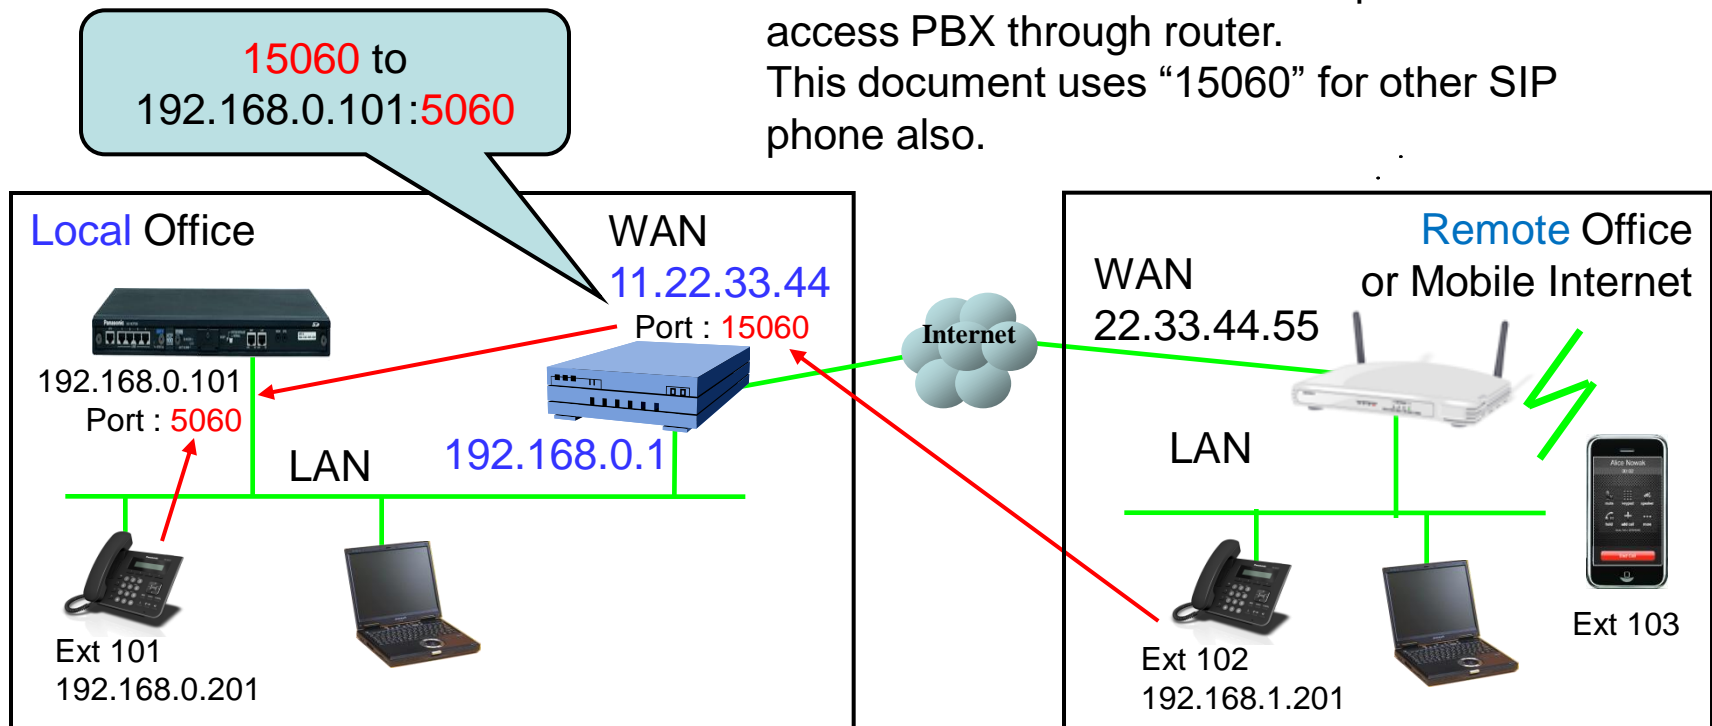 access PBX through router.
This document uses “15060” for other SIP
phone also.
15060 to
192.168.0.101:5060
Local Office
WAN
11.22.33.44
Port : 15060
Panasonic
192.168.0.101
Port : 5060
LAN
192.168.0.1
Ext 101
192.168.0.201
Internet
Remote Office
or Mobile Internet
WAN
22.33.44.55
LAN
Alice Nowak
Ext 102
192.168.1.201
Ext 103